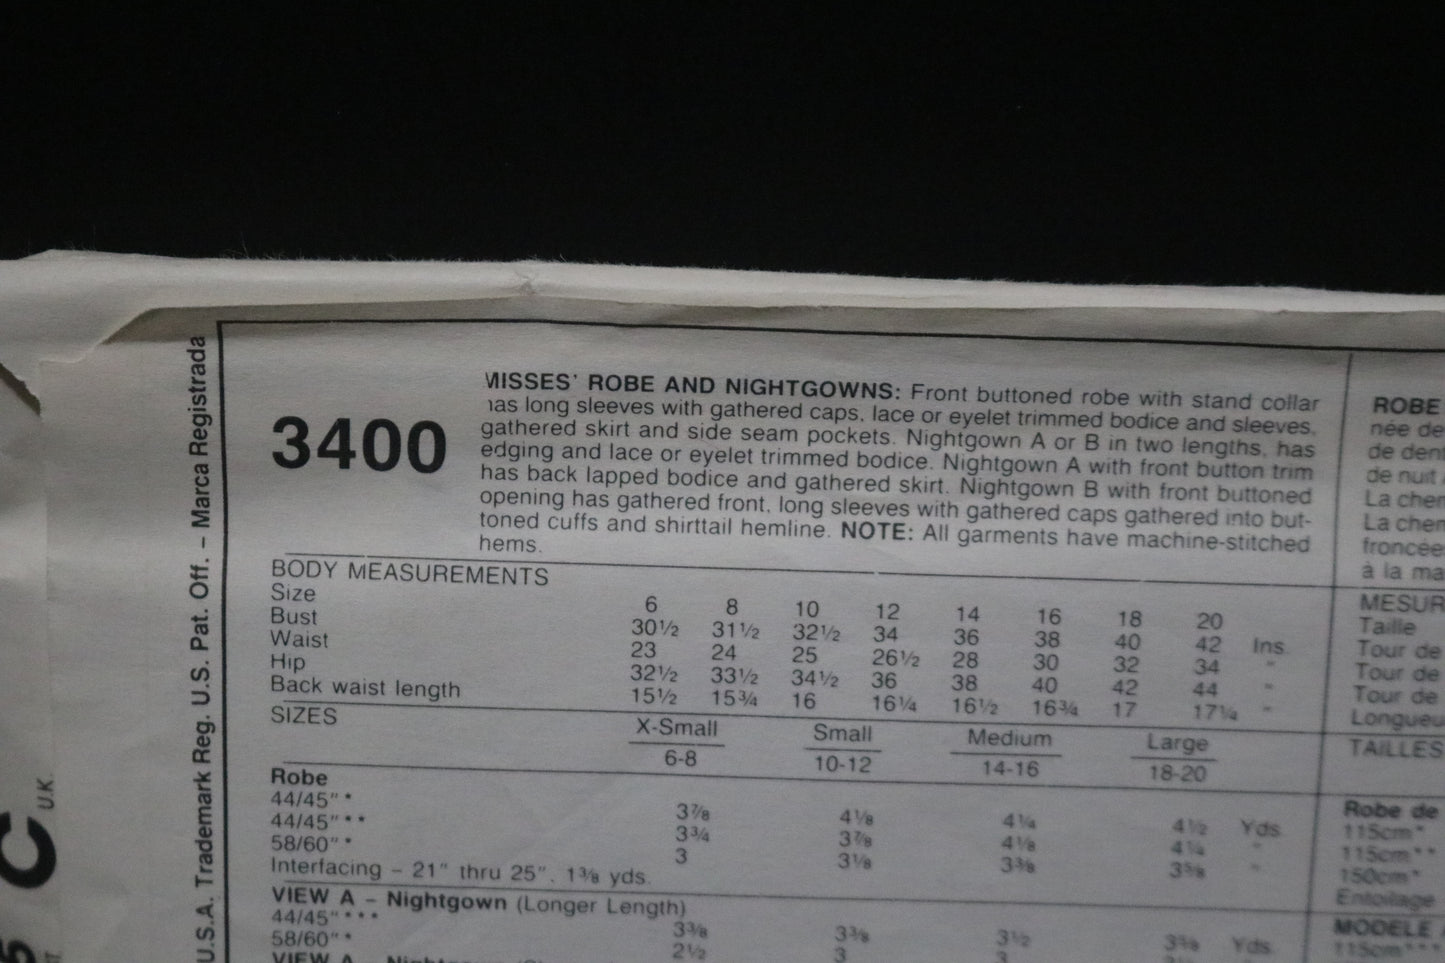 3400
MISSES' ROBE AND NIGHTGOWNS: Front buttoned robe with stand collar
has long sleeves with gathered caps, lace or eyelet trimmed bodice and sleeves,
gathered skirt and side seam pockets. Nightgown A or B in two lengths, has
edging and lace or eyelet trimmed bodice. Nightgown A with front button trim
has back lapped bodice and gathered skirt. Nightgown B with front buttoned
opening has gathered front, long sleeves with gathered caps gathered into but-
toned cuffs and shirttail hemline. NOTE: All garments have machine-stitched
hems.
BODY MEASUREMENTS
Size 6 8 10 12 14 16 18 20
Bust 30½ 31½ 32½ 34 36 38 40 42 Ins.
Waist 23 24 25 26½ 28 30 32 34 "
Hip 32½ 33½ 34½ 36 38 40 42 44 "
Back waist length 15½ 15¾ 16 16¼ 16½ 16¾ 17 17¼ "
SIZES X-Small Small Medium Large
6-8 10-12 14-16 18-20
Robe
44/45" * 3⅞ 4⅛ 4¼ 4½ Yds.
44/45" ** 3¾ 3⅞ 4⅛ 4¼ "
58/60" * 3 3⅛ 3⅜ 3⅝ "
Interfacing – 21" thru 25", 1⅜ yds.
VIEW A – Nightgown (Longer Length)
44/45" *** 3⅜ 3⅜ 3½ 3⅝ Yds.
58/60" * 2½ 3 3
VIEW A
U.S.A. Trademark Reg. U.S. Pat. Off. – Marca Registrada
ROBE
née de
de dent
de nuit
La chem
La chem
froncée
à la ma
MESUR
Taille
Tour de
Tour de
Tour de
Longueu
TAILLES
Robe de
115cm*
115cm**
150cm*
Entoilage
MODÈLE
115cm***
C
U.K.
5